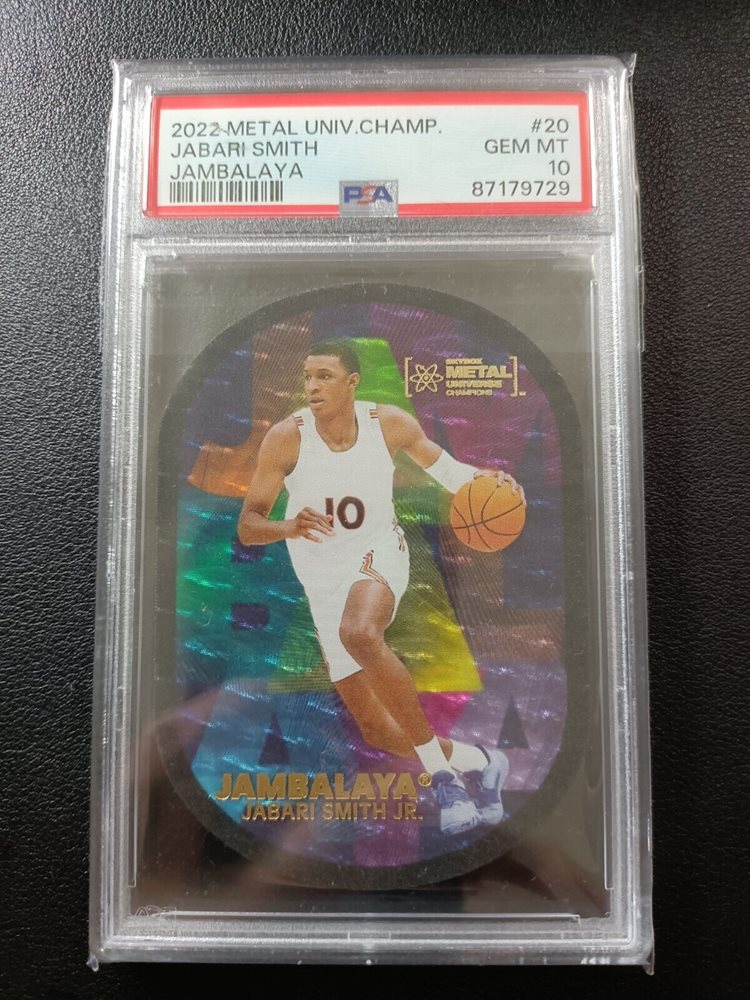 2022 METAL UNIV.CHAMP. #20
JABARI SMITH GEM MT
JAMBALAYA 10
PSA 87179729
SKYBOX
METAL
UNIVERSE
CHAMPIONS
10
JAMBALAYA®
JABARI SMITH JR.